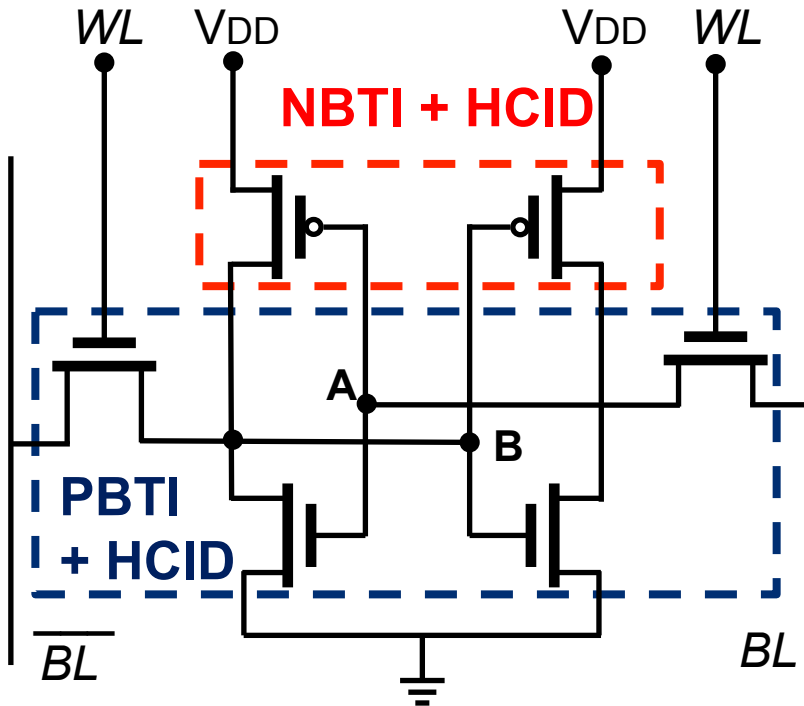 WL
VDD
VDD
WL
NBTI + HCID
A
B
PBTI
+ HCID
BL
BL